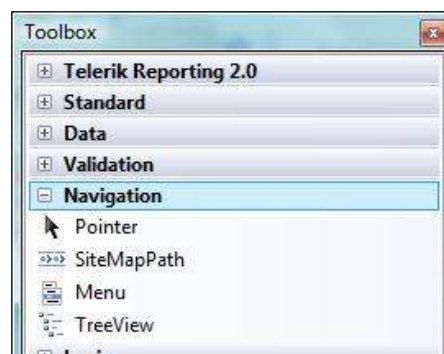 Toolbox
Telerik Reporting 2.0
Standard
Data
Validation
Navigation
Pointer
SiteMapPath
Menu
TreeView